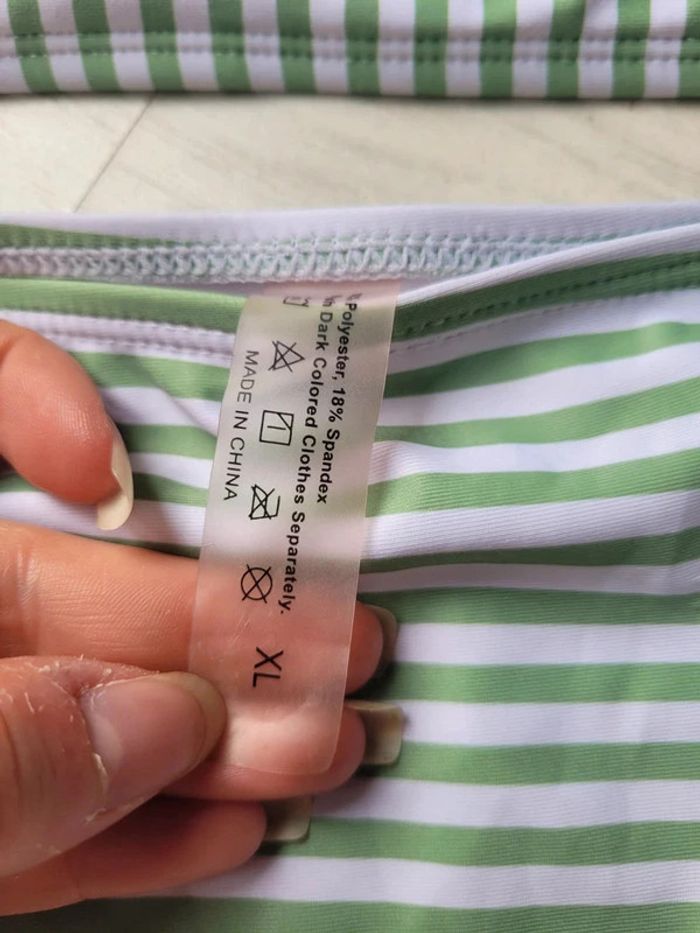 Polyester, 18% Spandex
Dark Colored Clothes Separately.
MADE IN CHINA
XL